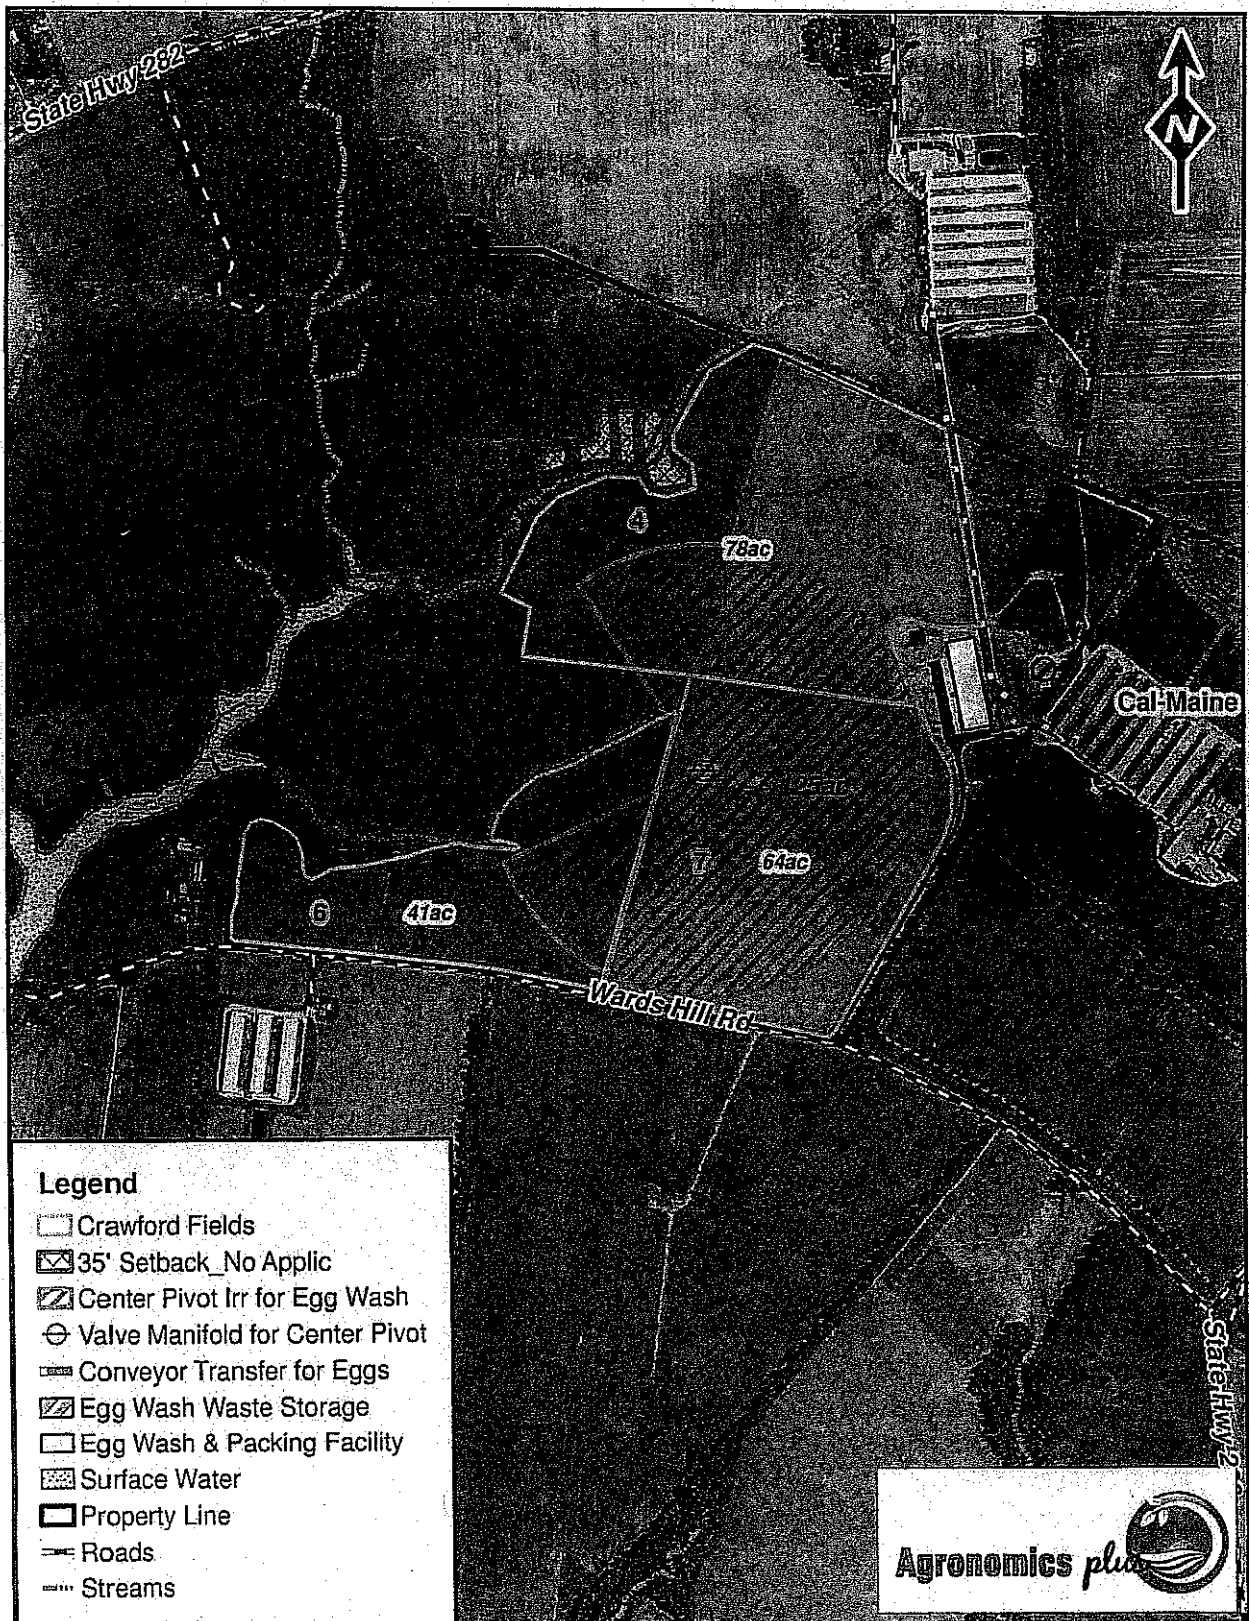 State Hwy 282
N
4
78ac
Cal-Maine
7
64ac
6
41ac
Wards Hill Rd
State Hwy 2
Legend
Crawford Fields
35' Setback_No Applic
Center Pivot Irr for Egg Wash
Valve Manifold for Center Pivot
Conveyor Transfer for Eggs
Egg Wash Waste Storage
Egg Wash & Packing Facility
Surface Water
Property Line
Roads
Streams
Agronomics plus